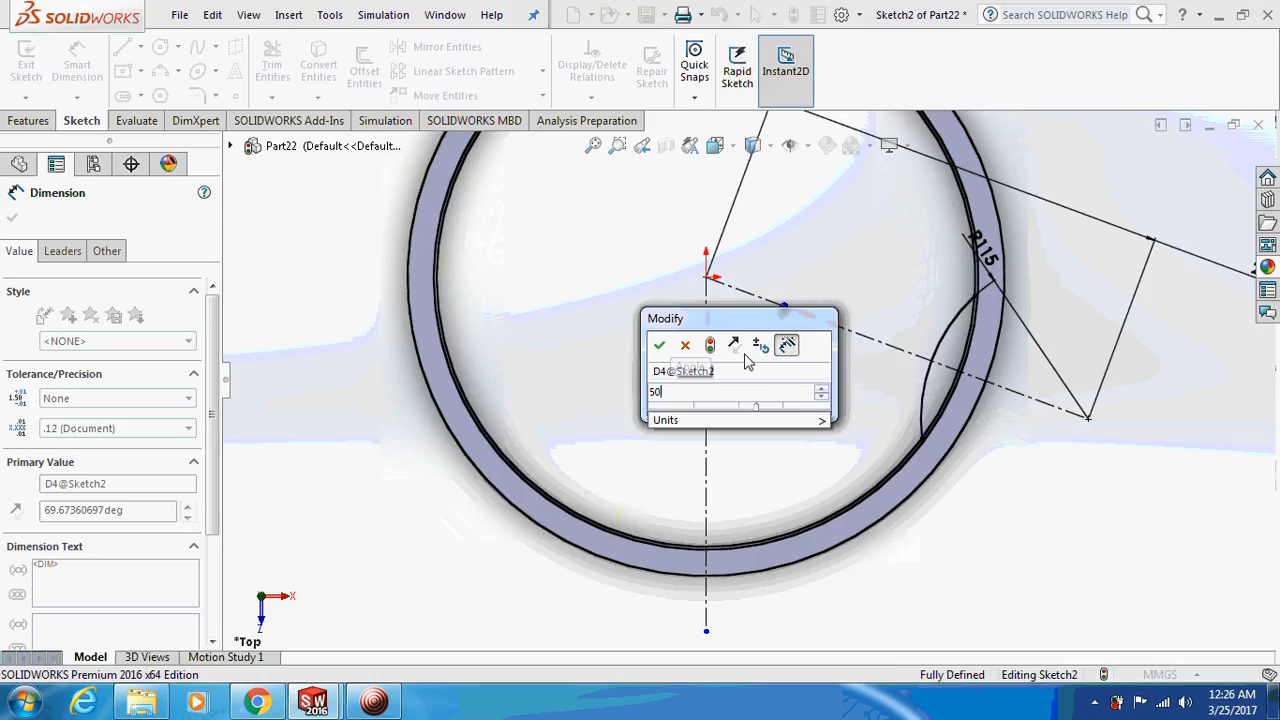 SOLIDWORKS
File Edit View Insert Tools Simulation Window Help
Sketch2 of Part22 *
Search SOLIDWORKS Help
Exit Sketch
Smart Dimension
Trim Entities
Convert Entities
Offset Entities
Mirror Entities
Linear Sketch Pattern
Move Entities
Display/Delete Relations
Repair Sketch
Quick Snaps
Rapid Sketch
Instant2D
Features Sketch Evaluate DimXpert SOLIDWORKS Add-Ins Simulation SOLIDWORKS MBD Analysis Preparation
Part22 (Default<<Default...
Dimension
Value Leaders Other
Style
<NONE>
Tolerance/Precision
None
.12 (Document)
Primary Value
D4@Sketch2
69.67360697deg
Dimension Text
<DIM>
R115
Modify
D4@Sketch2
50
Units >
X
Z
*Top
Model 3D Views Motion Study 1
SOLIDWORKS Premium 2016 x64 Edition
Fully Defined Editing Sketch2 MMGS
12:26 AM
3/25/2017